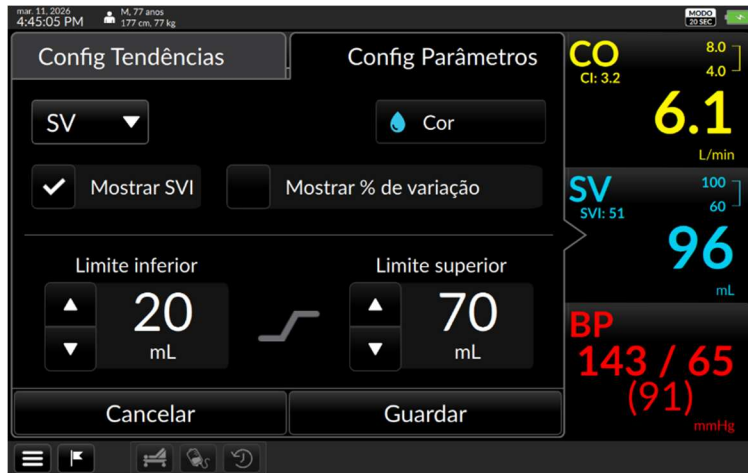 mar. 11, 2026
4:45:05 PM
M, 77 anos
177 cm, 77 kg
MODO
20 SEC
Config Tendências
Config Parâmetros
SV
Cor
Mostrar SVI
Mostrar % de variação
Limite inferior
Limite superior
20
mL
70
mL
Cancelar
Guardar
CO
CI: 3.2
8.0
4.0
6.1
L/min
SV
SVI: 51
100
60
96
mL
BP
143 / 65
(91)
mmHg